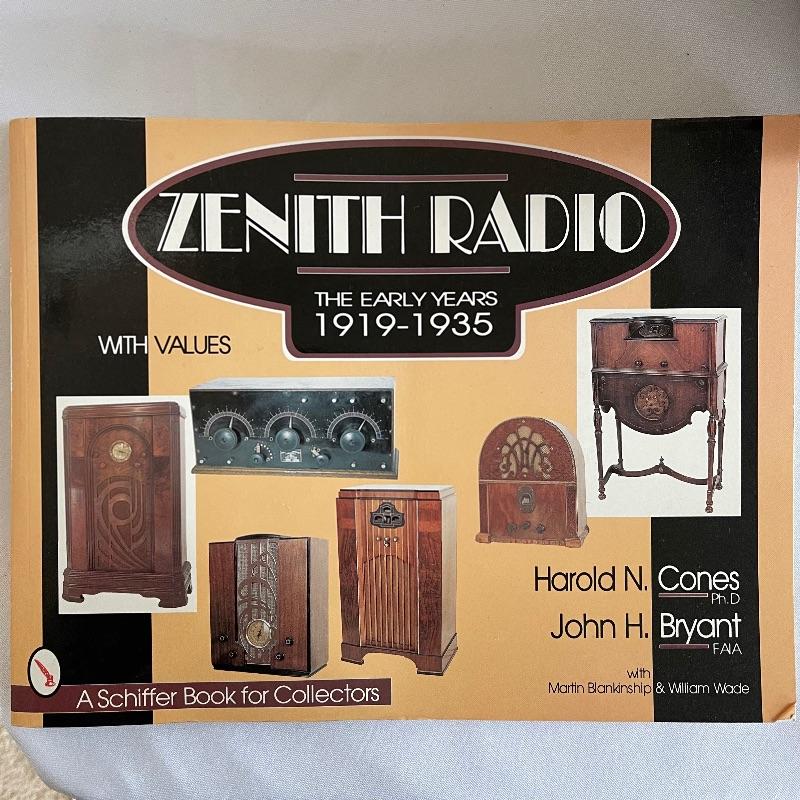 ZENITH RADIO
THE EARLY YEARS
1919-1935
WITH VALUES
Harold N. Cones
Ph.D
John H. Bryant
FAIA
with
Martin Blankinship & William Wade
A Schiffer Book for Collectors